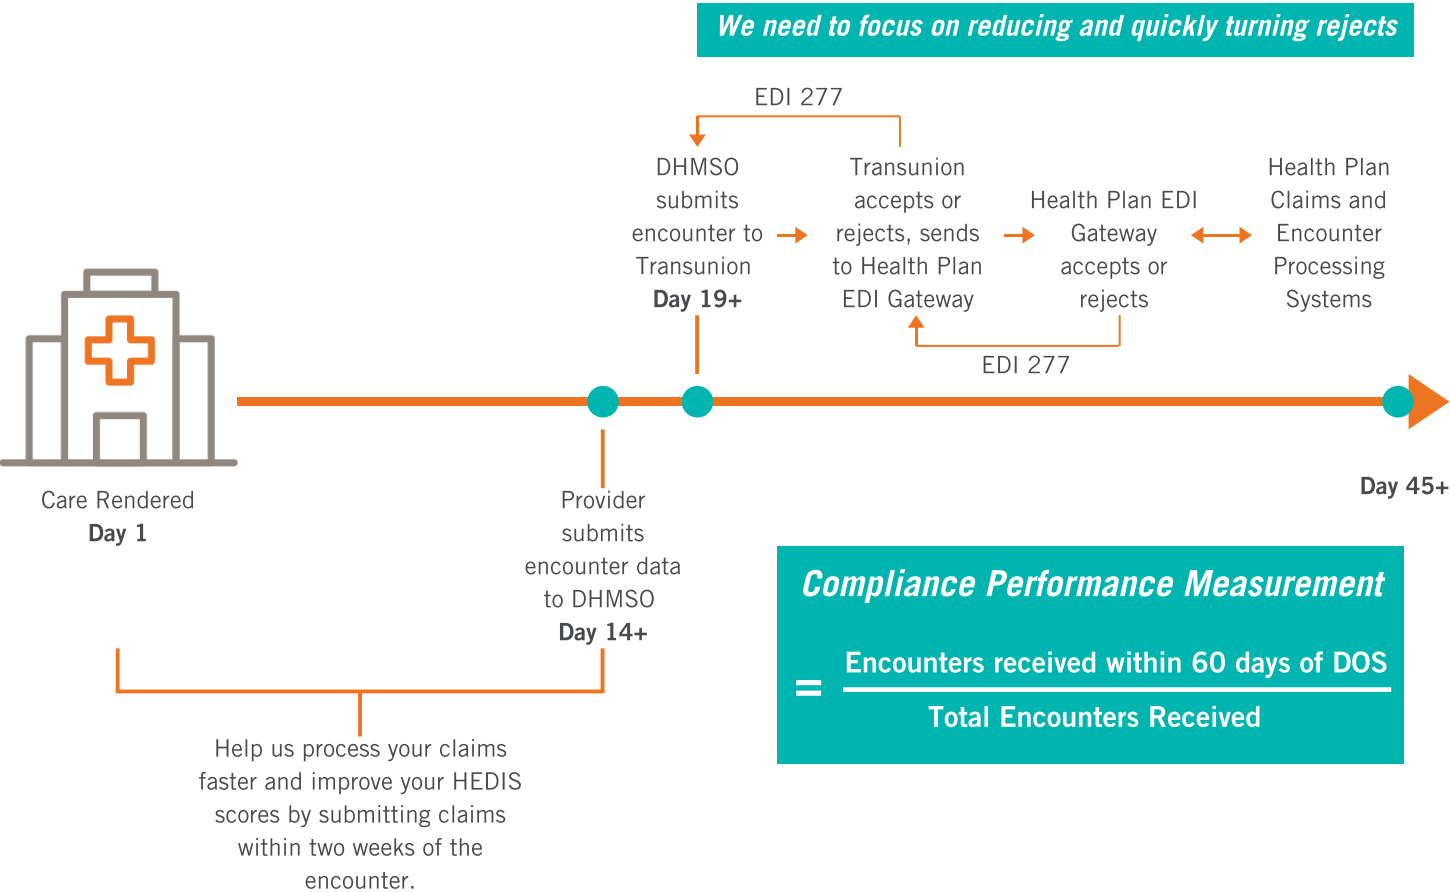 We need to focus on reducing and quickly turning rejects
EDI 277
DHMSO
submits
encounter to
Transunion
Day 19+
Transunion
accepts or
rejects, sends
to Health Plan
EDI Gateway
Health Plan EDI
Gateway
accepts or
rejects
Health Plan
Claims and
Encounter
Processing
Systems
EDI 277
Care Rendered
Day 1
Provider
submits
encounter data
to DHMSO
Day 14+
Day 45+
Help us process your claims
faster and improve your HEDIS
scores by submitting claims
within two weeks of the
encounter.
Compliance Performance Measurement
=
Encounters received within 60 days of DOS
Total Encounters Received